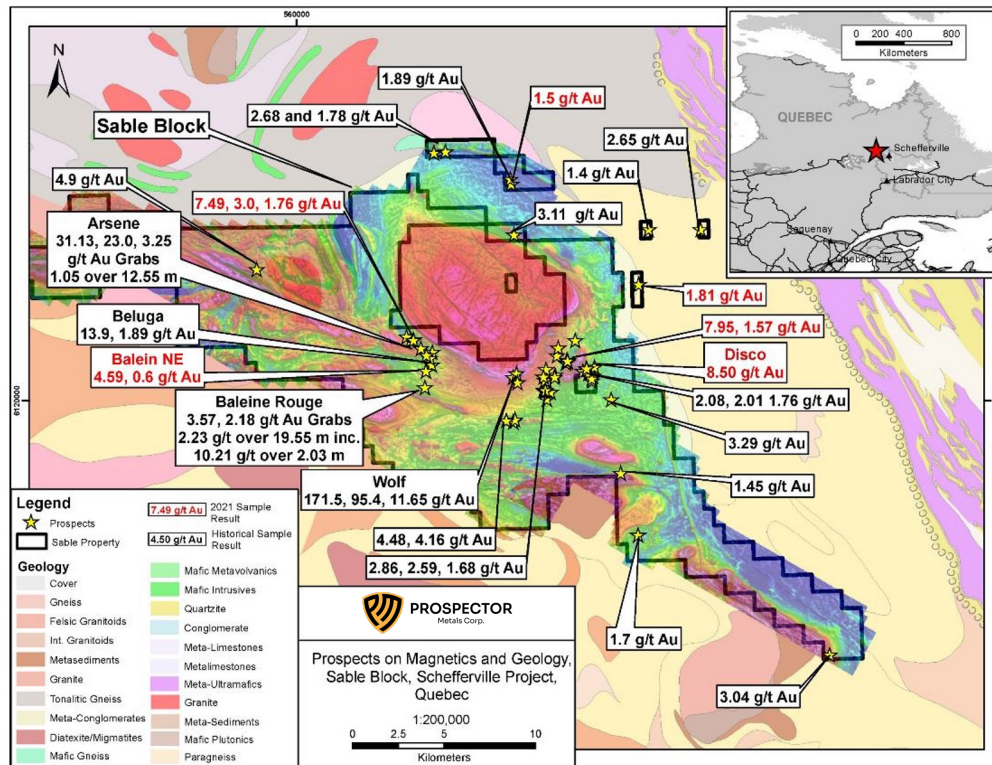 560000
6120000
N
Sable Block
2.68 and 1.78 g/t Au
1.89 g/t Au
1.5 g/t Au
2.65 g/t Au
1.4 g/t Au
4.9 g/t Au
7.49, 3.0, 1.76 g/t Au
3.11 g/t Au
Arsene
31.13, 23.0, 3.25
g/t Au Grabs
1.05 over 12.55 m
1.81 g/t Au
Beluga
13.9, 1.89 g/t Au
7.95, 1.57 g/t Au
Balein NE
4.59, 0.6 g/t Au
Disco
8.50 g/t Au
Baleine Rouge
3.57, 2.18 g/t Au Grabs
2.23 g/t over 19.55 m inc.
10.21 g/t over 2.03 m
2.08, 2.01 1.76 g/t Au
3.29 g/t Au
Wolf
171.5, 95.4, 11.65 g/t Au
1.45 g/t Au
4.48, 4.16 g/t Au
2.86, 2.59, 1.68 g/t Au
1.7 g/t Au
3.04 g/t Au
0 200 400 800
Kilometers
QUEBEC
Schefferville
Labrador City
Saguenay
Quebec City
Legend
Prospects
Sable Property
7.49 g/t Au
2021 Sample
Result
4.50 g/t Au
Historical Sample
Result
Geology
Cover
Gneiss
Felsic Granitoids
Int. Granitoids
Metasediments
Granite
Tonalitic Gneiss
Meta-Conglomerates
Diatexite/Migmatites
Mafic Gneiss
Mafic Metavolvanics
Mafic Intrusives
Quartzite
Conglomerate
Meta-Limestones
Metalimestones
Meta-Ultramafics
Granite
Meta-Sediments
Mafic Plutonics
Paragneiss
PROSPECTOR
Metals Corp.
Prospects on Magnetics and Geology,
Sable Block, Schefferville Project,
Quebec
1:200,000
0 2.5 5 10
Kilometers